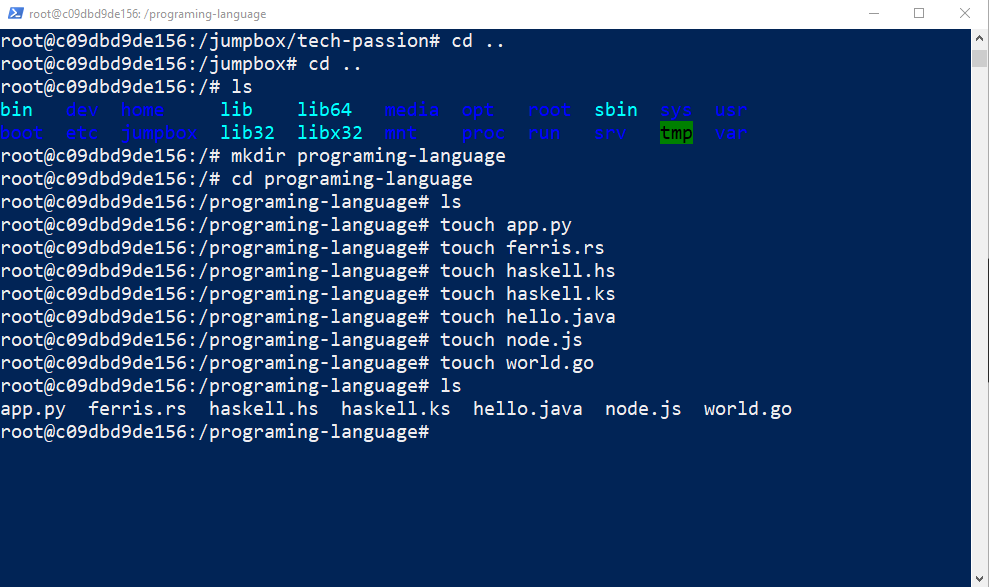 root@c09dbd9de156: /programing-language
root@c09dbd9de156:/jumpbox/tech-passion# cd ..
root@c09dbd9de156:/jumpbox# cd ..
root@c09dbd9de156:/# ls
bin dev home lib lib64 media opt root sbin sys usr
boot etc jumpbox lib32 libx32 mnt proc run srv tmp var
root@c09dbd9de156:/# mkdir programing-language
root@c09dbd9de156:/# cd programing-language
root@c09dbd9de156:/programing-language# ls
root@c09dbd9de156:/programing-language# touch app.py
root@c09dbd9de156:/programing-language# touch ferris.rs
root@c09dbd9de156:/programing-language# touch haskell.hs
root@c09dbd9de156:/programing-language# touch haskell.ks
root@c09dbd9de156:/programing-language# touch hello.java
root@c09dbd9de156:/programing-language# touch node.js
root@c09dbd9de156:/programing-language# touch world.go
root@c09dbd9de156:/programing-language# ls
app.py ferris.rs haskell.hs haskell.ks hello.java node.js world.go
root@c09dbd9de156:/programing-language#